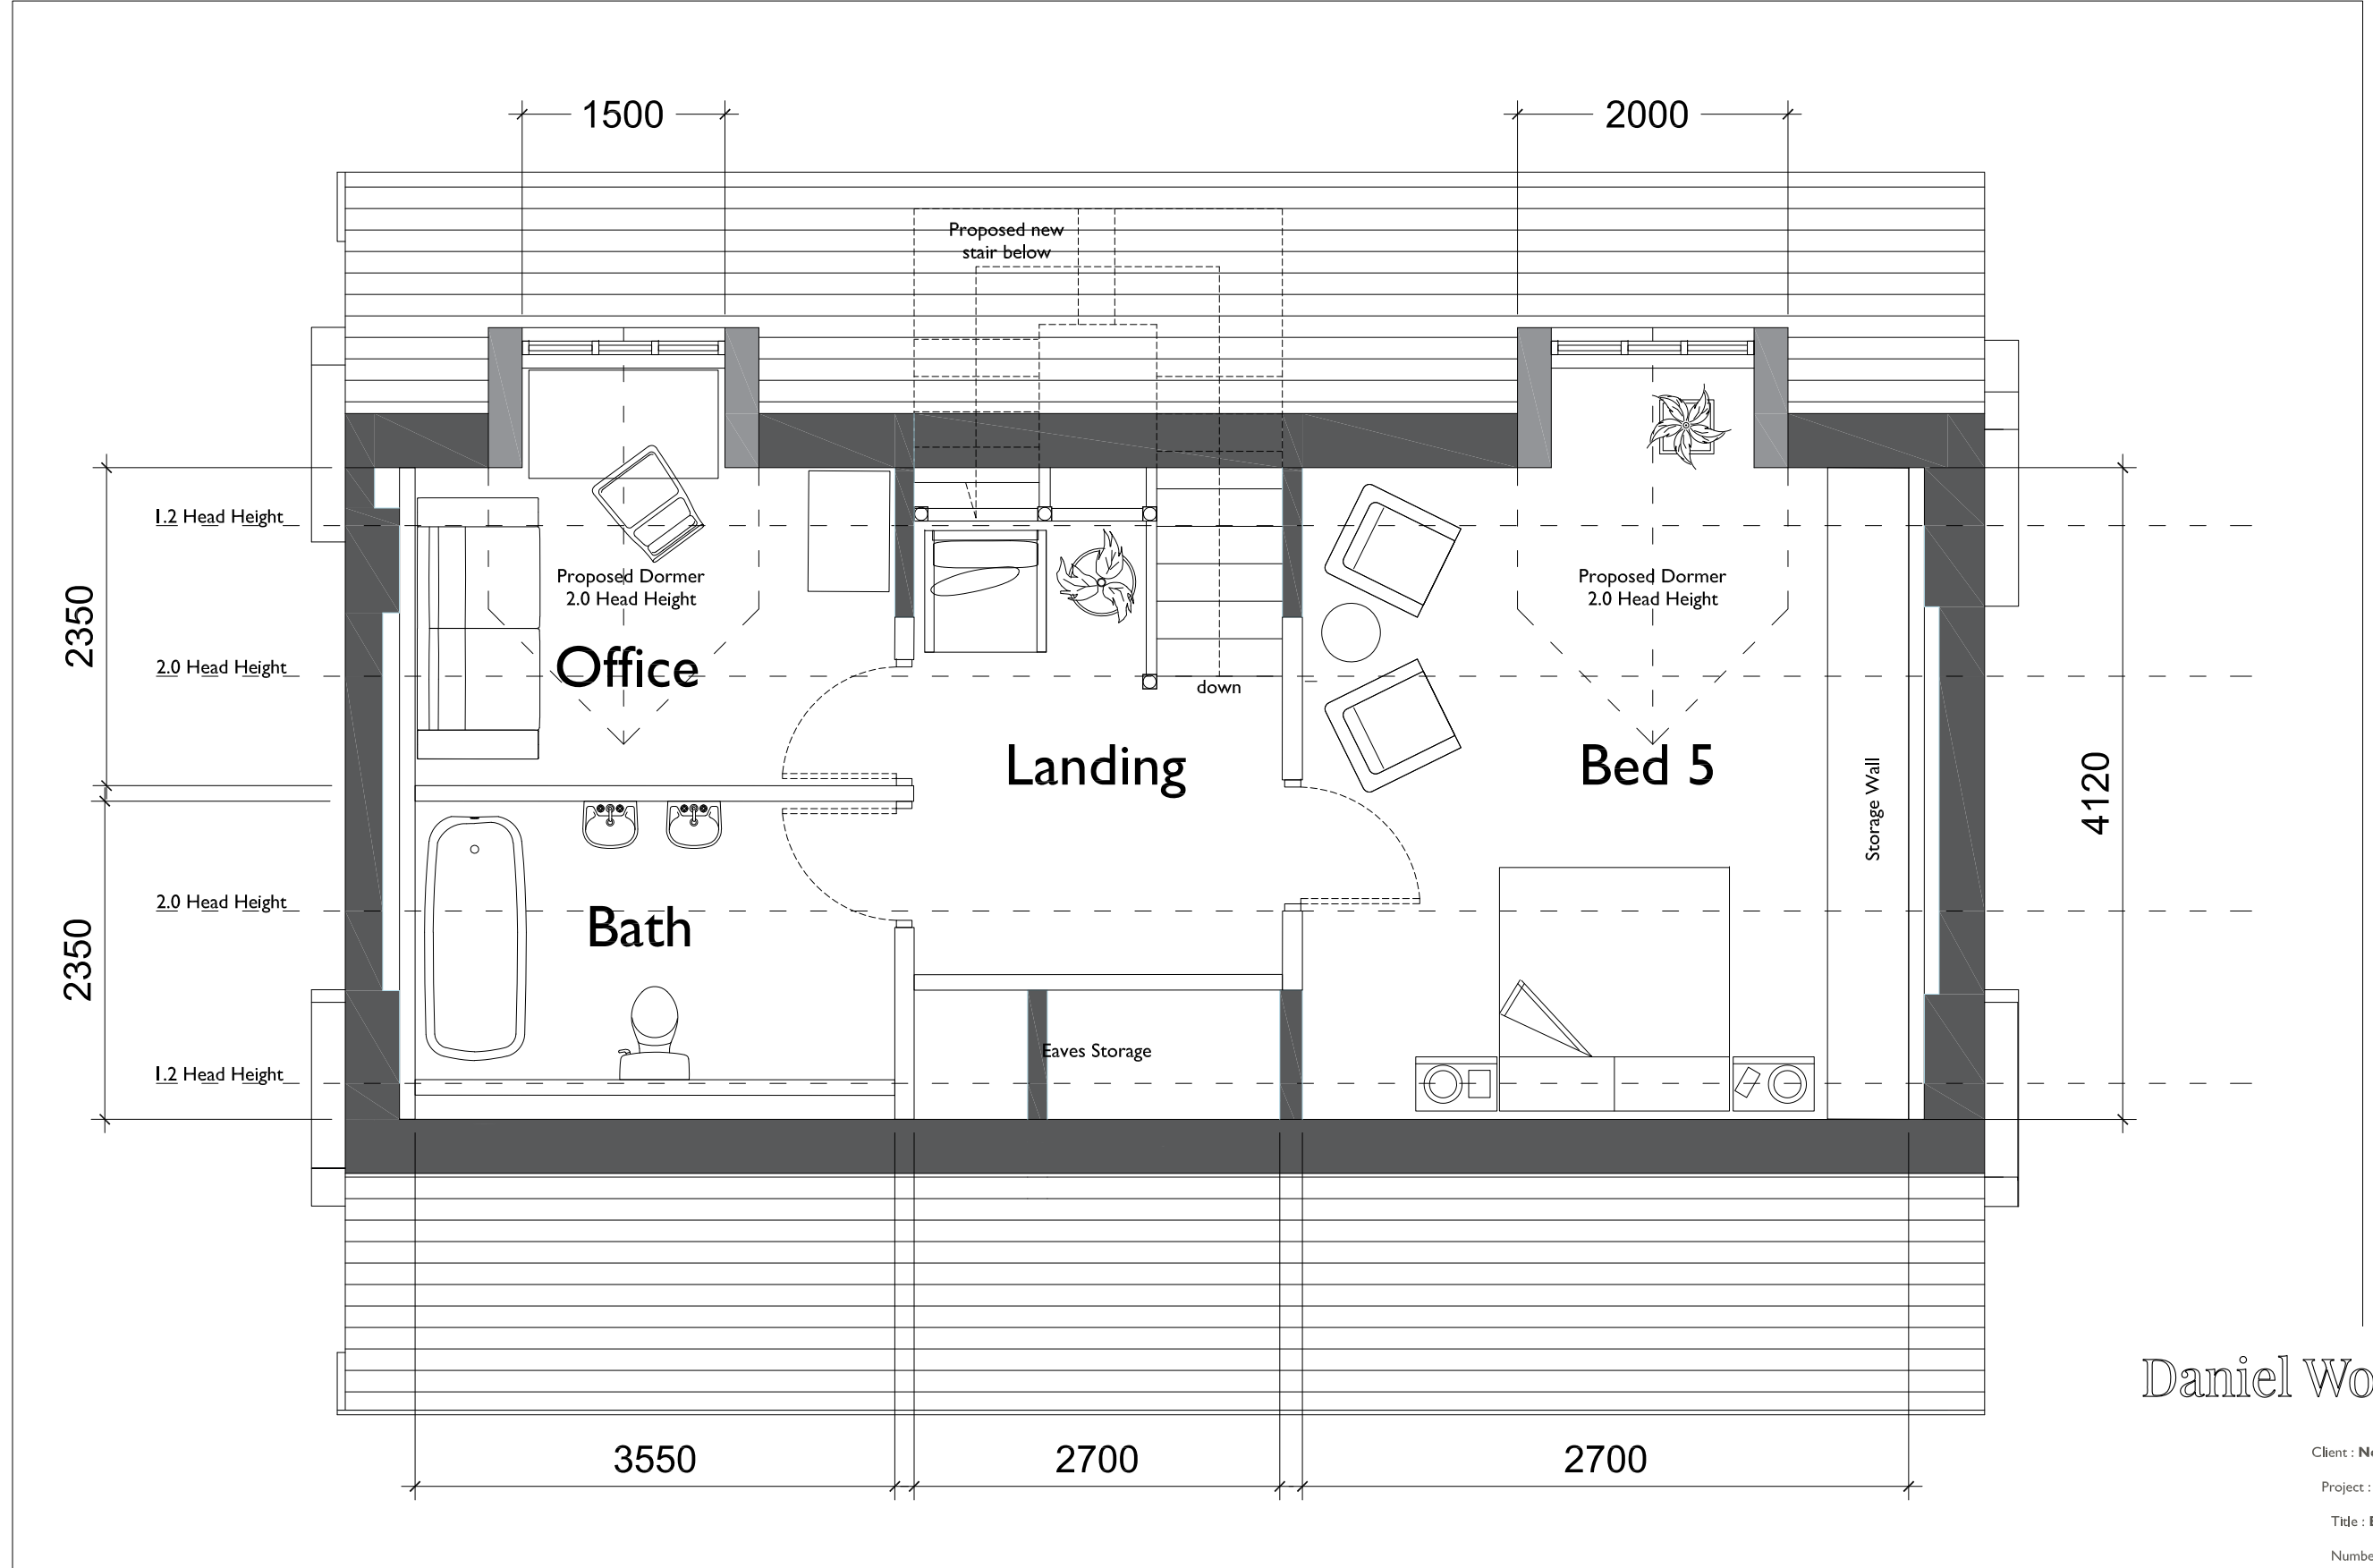 1500
2000
Proposed new
stair below
1.2 Head Height
Proposed Dormer
2.0 Head Height
Proposed Dormer
2.0 Head Height
2350
2.0 Head Height
Office
down
Landing
Bed 5
Storage Wall
4120
2.0 Head Height
Bath
2350
Eaves Storage
1.2 Head Height
Daniel Wo
3550
2700
2700
Client :
Project :
Title :
Numbe